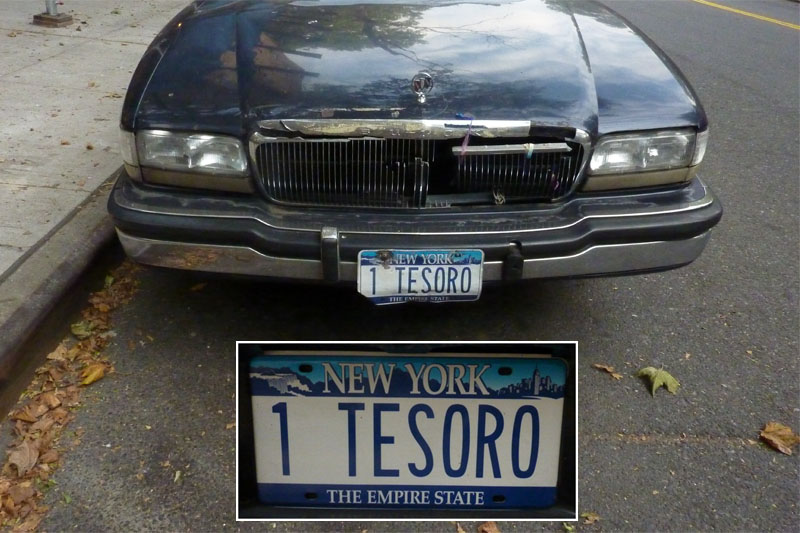 NEW YORK
1 TESORO
THE EMPIRE STATE
NEW YORK
1 TESORO
THE EMPIRE STATE